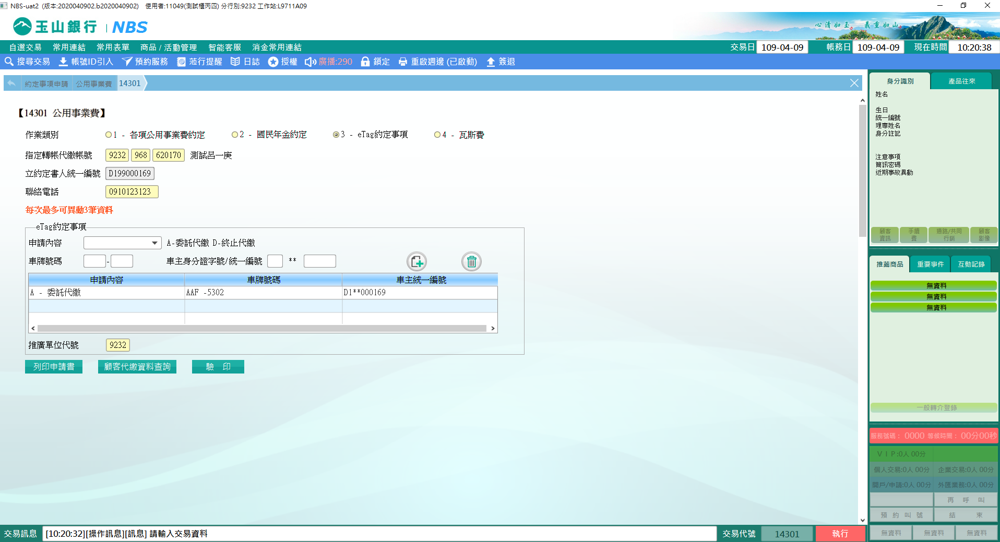 NBS-uat2 (版本:2020040902.b2020040902) 使用者:11049(測試櫃丙四) 分行別:9232 工作站:L9711A09
玉山銀行 | NBS
心清如玉 義重如山
自選交易 常用連結 常用表單 商品 / 活動管理 智能客服 消金常用連結 交易日 109-04-09 帳務日 109-04-09 現在時間 10:20:38
搜尋交易 帳號ID引入 預約服務 蒞行提醒 日誌 授權 廣播:290 鎖定 重啟週邊 (已啟動) 簽退
約定事項申請 公用事業費 14301
【14301 公用事業費】
作業類別 1 - 各項公用事業費約定 2 - 國民年金約定 3 - eTag約定事項 4 - 瓦斯費
指定轉帳代繳帳號 9232 968 620170 測試呂一庚
立約定書人統一編號 D199000169
聯絡電話 0910123123
每次最多可異動3筆資料
eTag約定事項
申請內容 A-委託代繳 D-終止代繳
車牌號碼 - 車主身分證字號/統一編號 **
申請內容 車牌號碼 車主統一編號
A - 委託代繳 AAF -5302 D1**000169
推廣單位代號 9232
列印申請書 顧客代繳資料查詢 驗 印
身分識別 產品往來
姓名
生日
統一編號
理專姓名
身分註記
注意事項
簡訊密碼
近期事故異動
顧客資訊 手續費 通路/共同行銷 顧客影像
推薦商品 重要事件 互動記錄
無資料
無資料
無資料
一般轉介登錄
服務號碼： 0000 等候時間： 00分00秒
ＶＩＰ:0人 00分
個人交易:0人 00分 企業交易:0人 00分
開戶/申請:0人 00分 外匯業務:0人 00分
再 呼 叫
預 約 叫 號 結 束
無資料 無資料 無資料
交易訊息 [10:20:32][操作訊息][訊息] 請輸入交易資料 交易代號 14301 執行